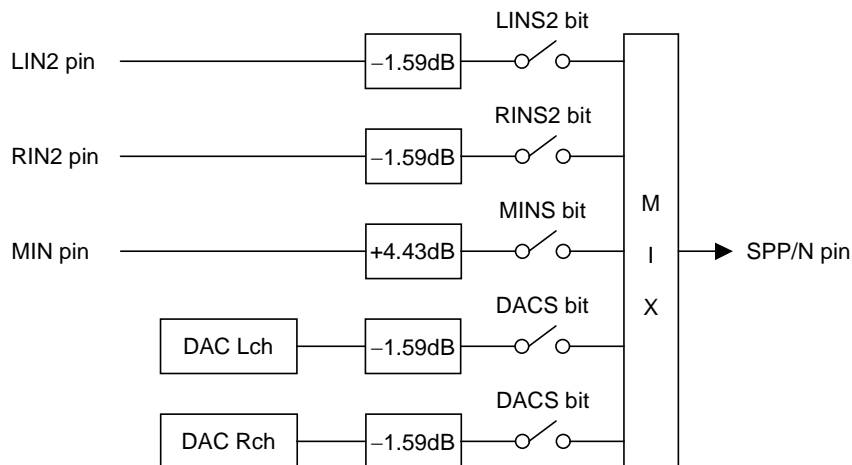 LINS2 bit
LIN2 pin
−1.59dB
RINS2 bit
RIN2 pin
−1.59dB
MINS bit
MIN pin
+4.43dB
M
I
X
SPP/N pin
DACS bit
DAC Lch
−1.59dB
DACS bit
DAC Rch
−1.59dB